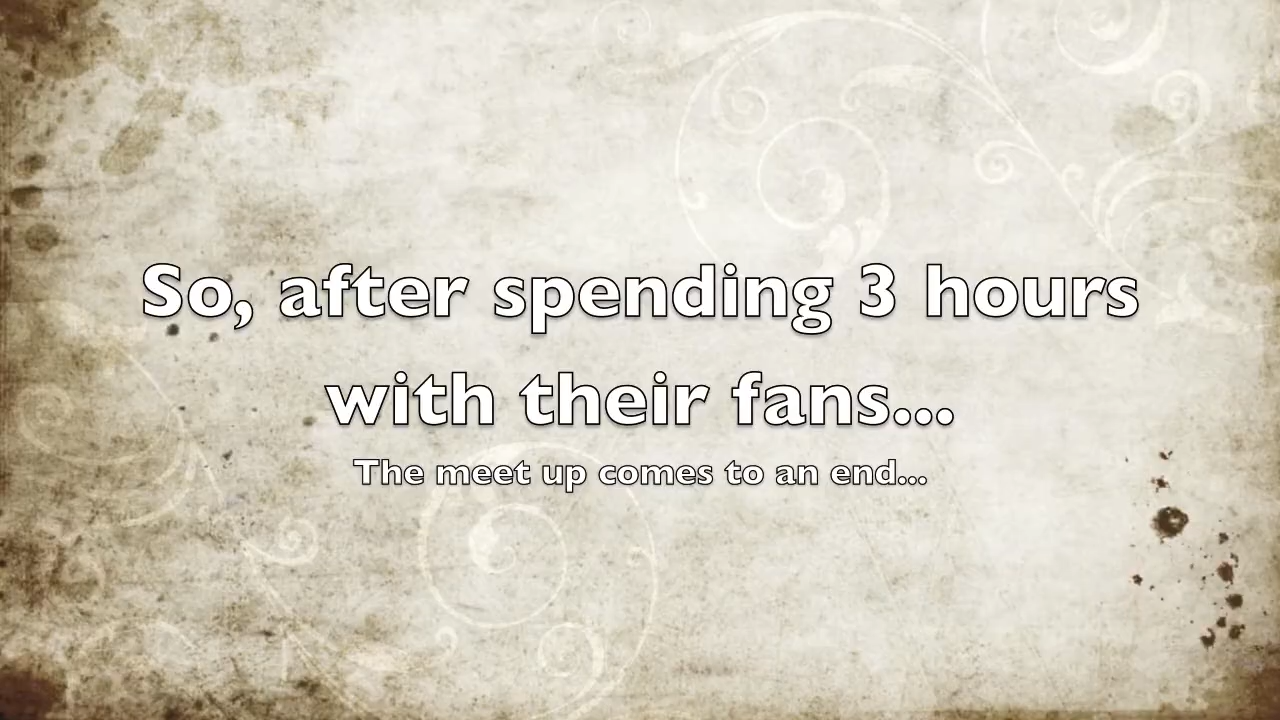 So, after spending 3 hours
with their fans...
The meet up comes to an end...